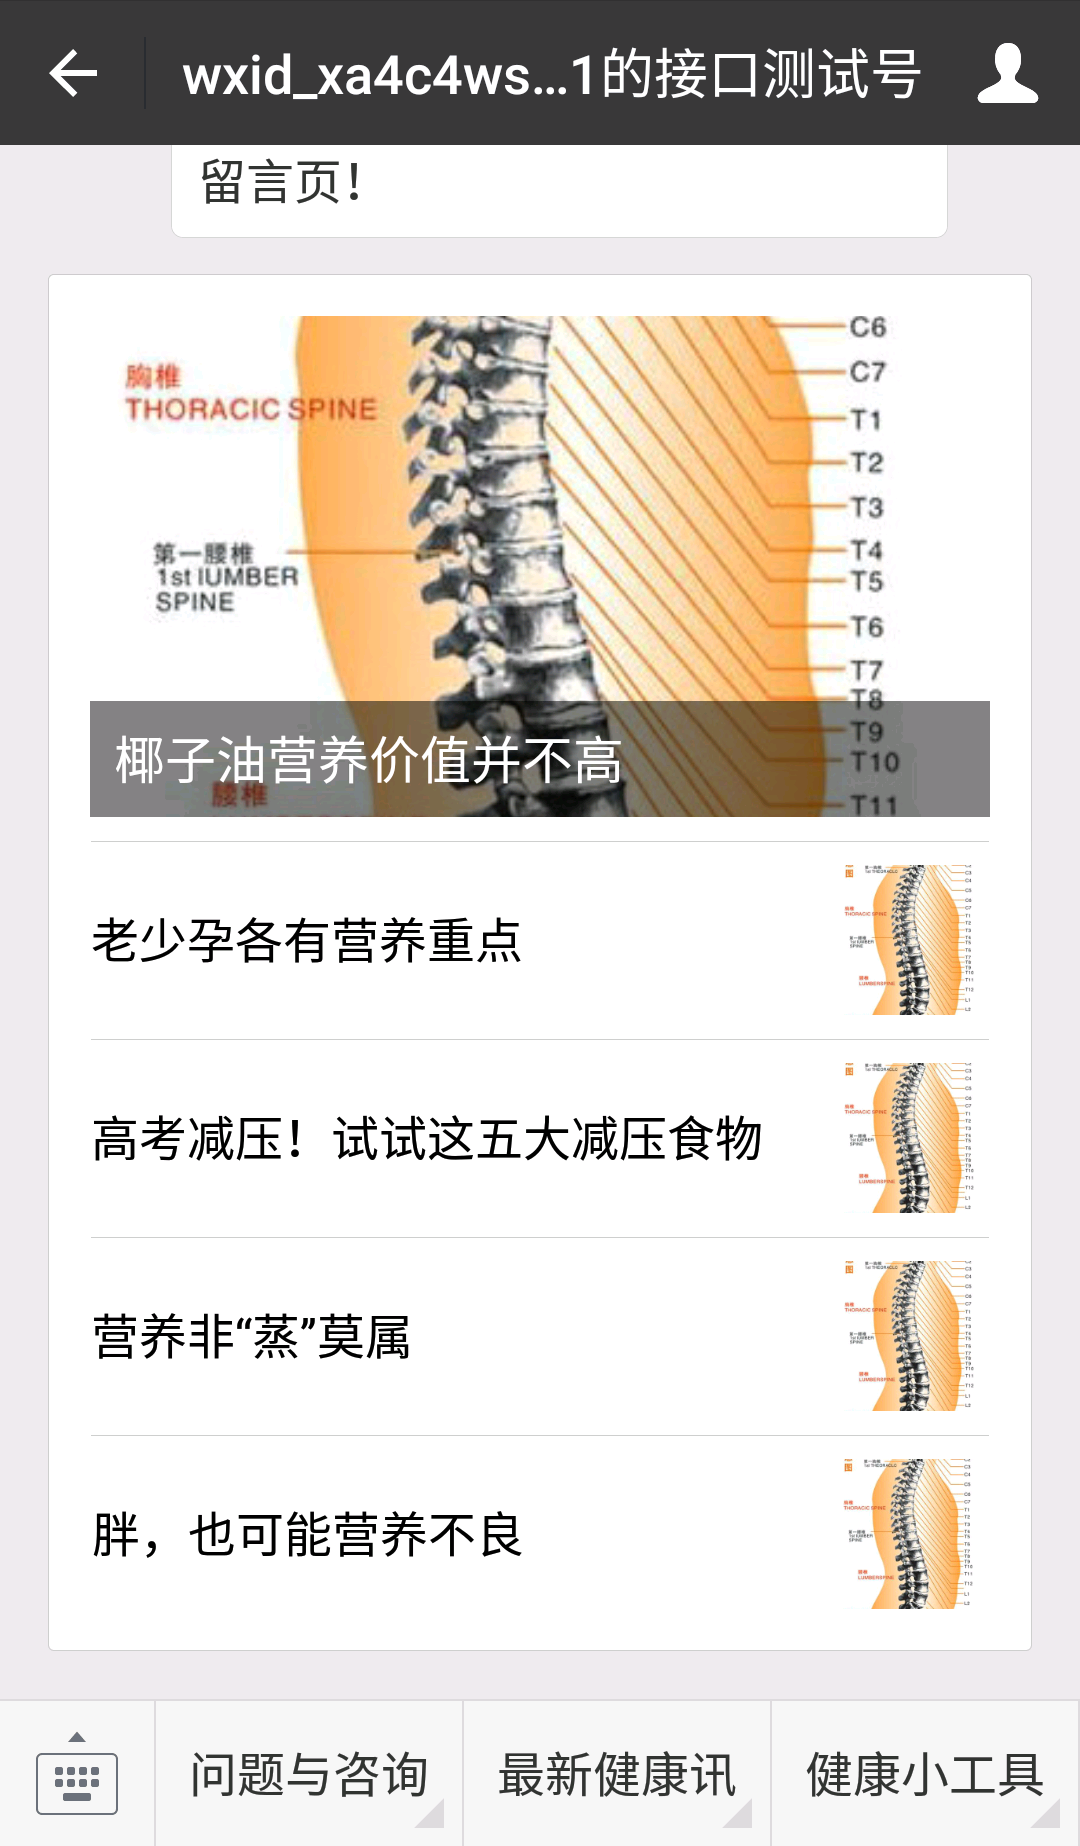 wxid_xa4c4ws...1的接口测试号
留言页！
C6
C7
胸椎
THORACIC SPINE
T1
T2
T3
第一腰椎
1st IUMBER
SPINE
T4
T5
T6
T7
T8
T9
T10
T11
椰子油营养价值并不高
腰椎
老少孕各有营养重点
高考减压！试试这五大减压食物
营养非“蒸”莫属
胖，也可能营养不良
问题与咨询
最新健康讯
健康小工具